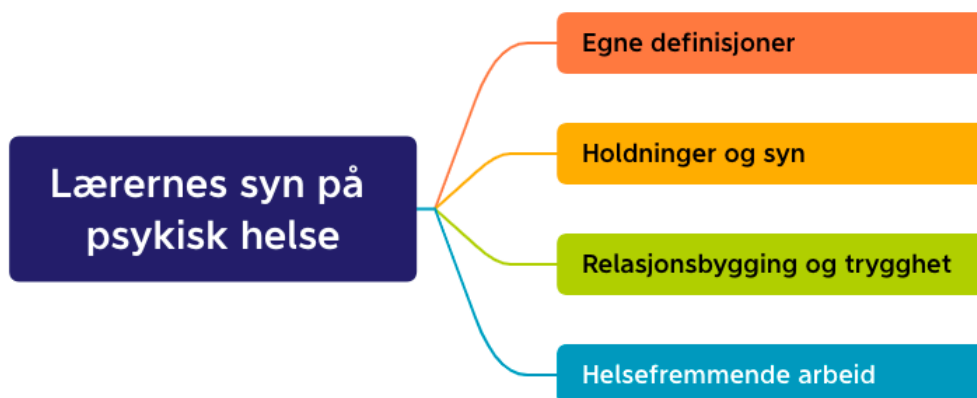 Lærernes syn på
psykisk helse
Egne definisjoner
Holdninger og syn
Relasjonsbygging og trygghet
Helsefremmende arbeid